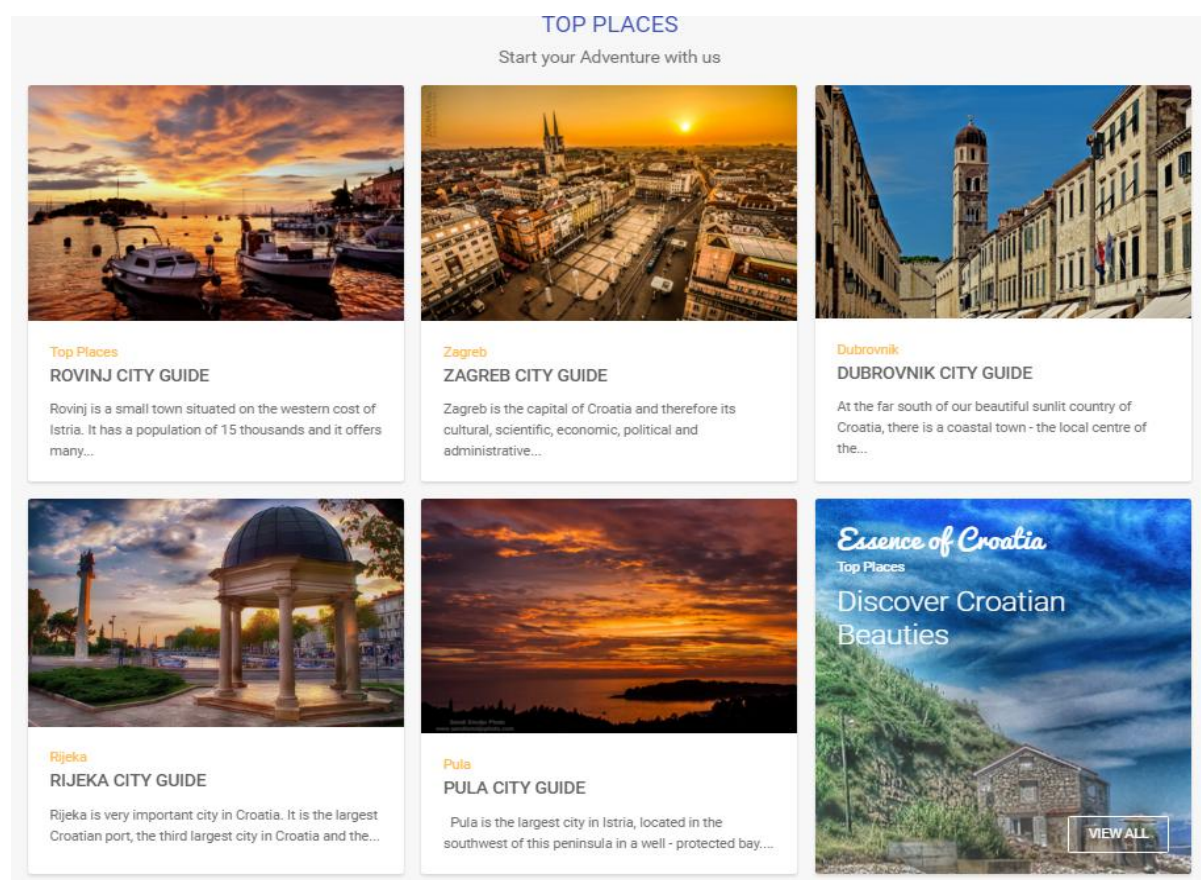 TOP PLACES
Start your Adventure with us
Top Places
ROVINJ CITY GUIDE
Rovinj is a small town situated on the western cost of
Istria. It has a population of 15 thousands and it offers
many...
Zagreb
ZAGREB CITY GUIDE
Zagreb is the capital of Croatia and therefore its
cultural, scientific, economic, political and
administrative...
Dubrovnik
DUBROVNIK CITY GUIDE
At the far south of our beautiful sunlit country of
Croatia, there is a coastal town - the local centre of
the...
Rijeka
RIJEKA CITY GUIDE
Rijeka is very important city in Croatia. It is the largest
Croatian port, the third largest city in Croatia and the...
Pula
PULA CITY GUIDE
Pula is the largest city in Istria, located in the
southwest of this peninsula in a well - protected bay....
Essence of Croatia
Top Places
Discover Croatian
Beauties
VIEW ALL